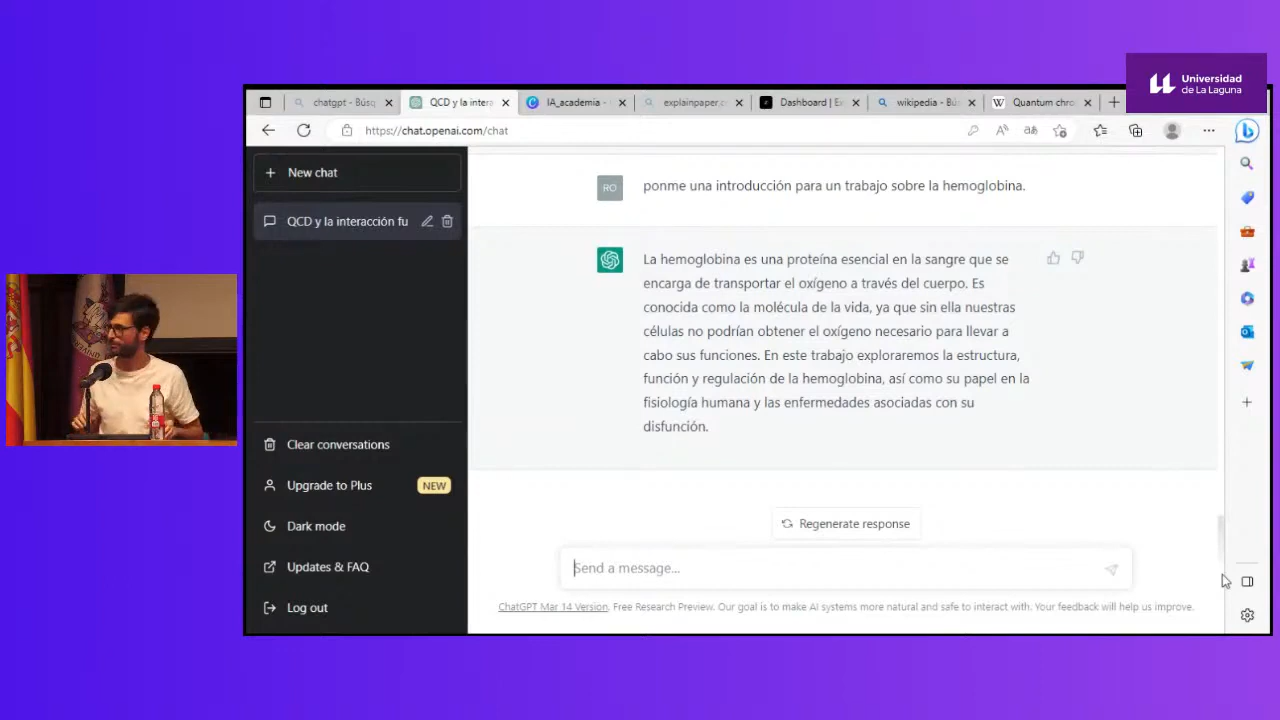 Universidad
de La Laguna
chatgpt - Búsq
QCD y la intera
IA_academia -
explainpaper.c
Dashboard | E
wikipedia - Bú
Quantum chro
https://chat.openai.com/chat
New chat
QCD y la interacción fu
Clear conversations
Upgrade to Plus
NEW
Dark mode
Updates & FAQ
Log out
RO
ponme una introducción para un trabajo sobre la hemoglobina.
La hemoglobina es una proteína esencial en la sangre que se
encarga de transportar el oxígeno a través del cuerpo. Es
conocida como la molécula de la vida, ya que sin ella nuestras
células no podrían obtener el oxígeno necesario para llevar a
cabo sus funciones. En este trabajo exploraremos la estructura,
función y regulación de la hemoglobina, así como su papel en la
fisiología humana y las enfermedades asociadas con su
disfunción.
Regenerate response
Send a message...
ChatGPT Mar 14 Version. Free Research Preview. Our goal is to make AI systems more natural and safe to interact with. Your feedback will help us improve.